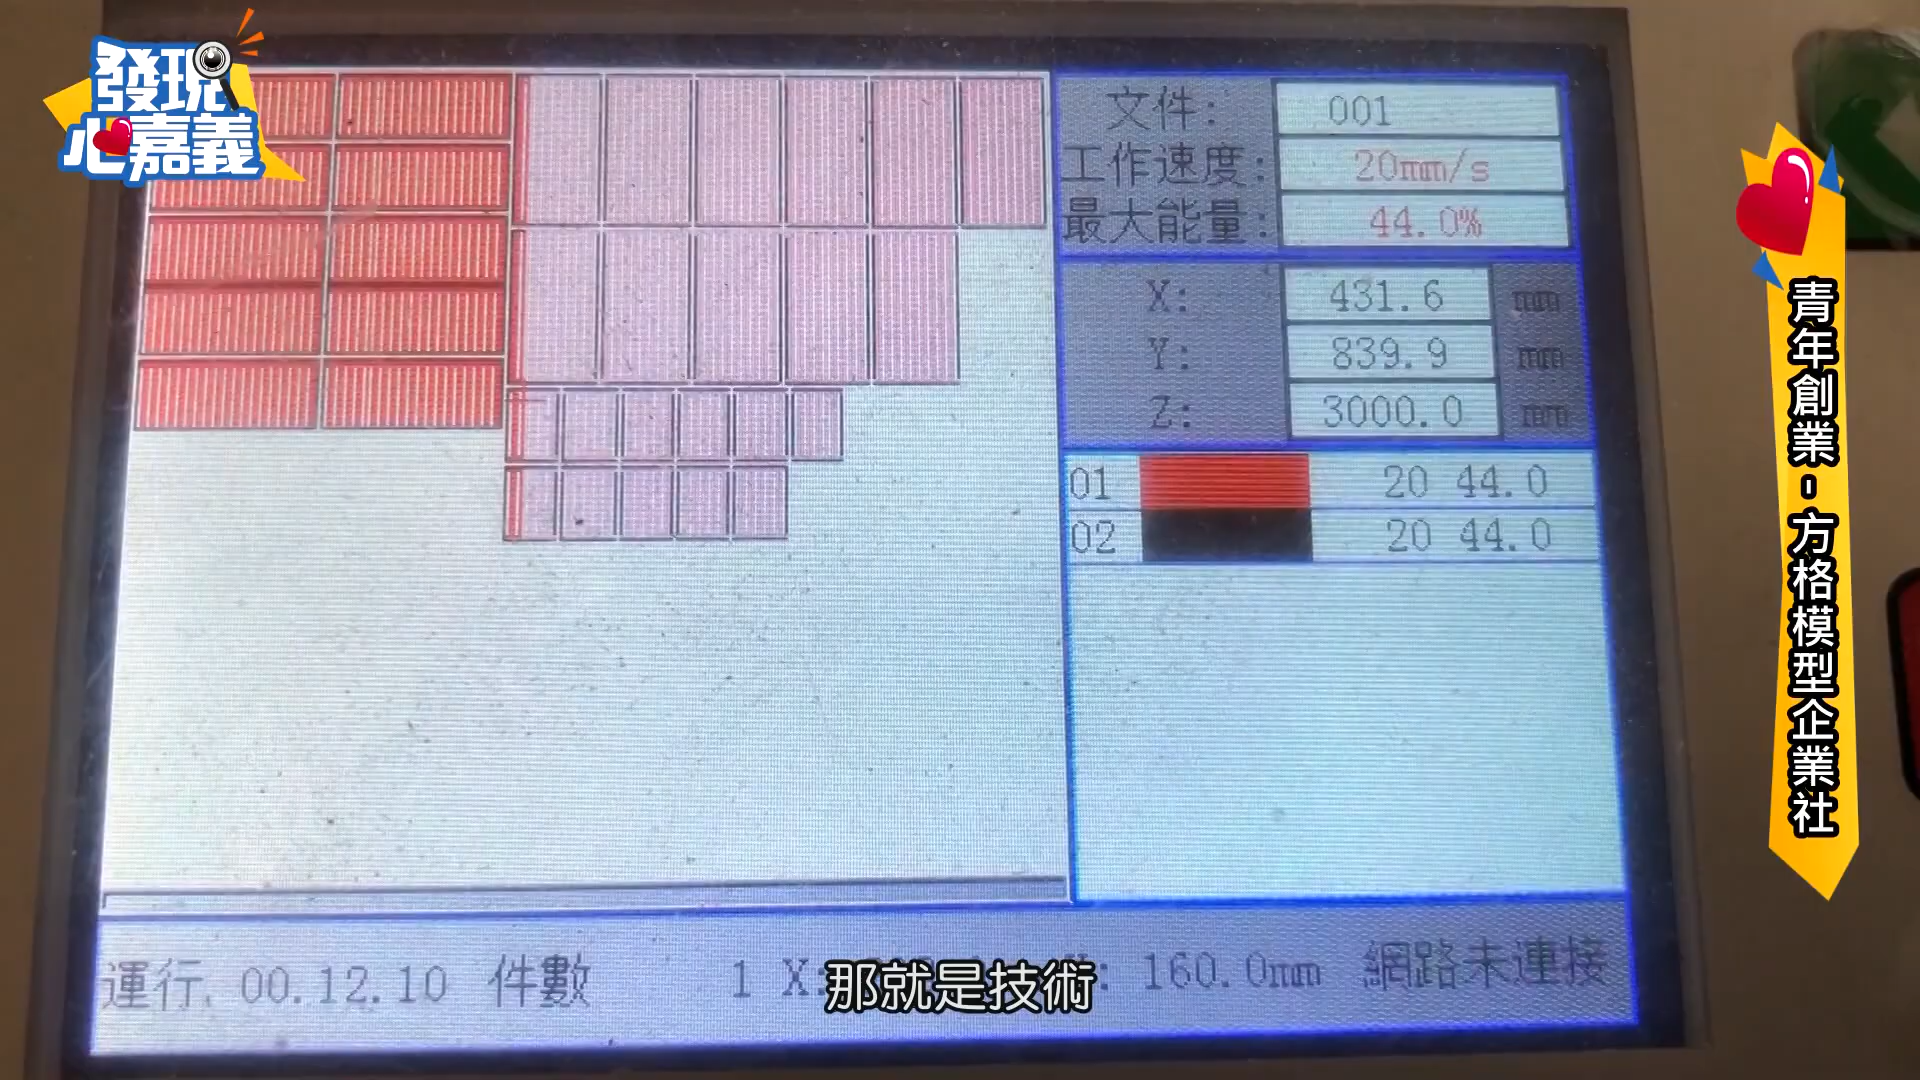 發現
心嘉義
文件: 001
工作速度: 20mm/s
最大能量: 44.0%
X: 431.6 mm
Y: 839.9 mm
Z: 3000.0 mm
01 20 44.0
02 20 44.0
運行 00.12.10 件數 1 X: : 160.0mm 網路未連接
那就是技術
青年創業-方格模型企業社